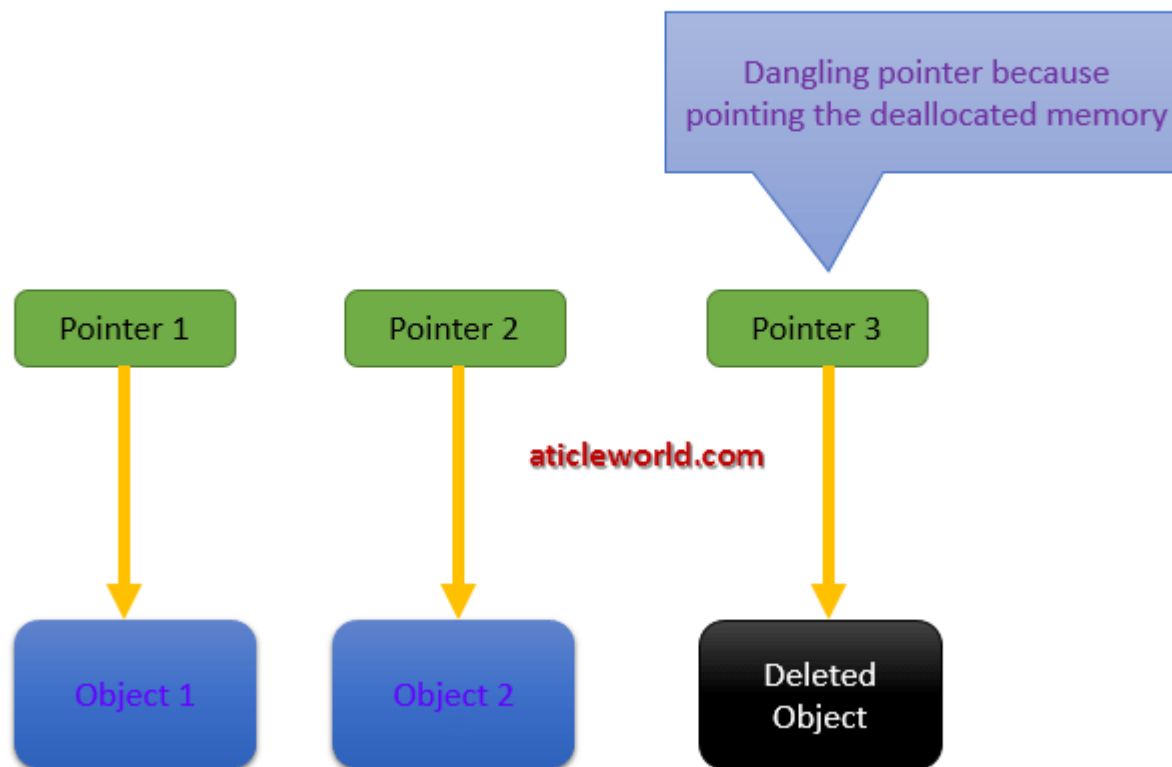 Dangling pointer because
pointing the deallocated memory
Pointer 1
Pointer 2
Pointer 3
aticleworld.com
Object 1
Object 2
Deleted
Object